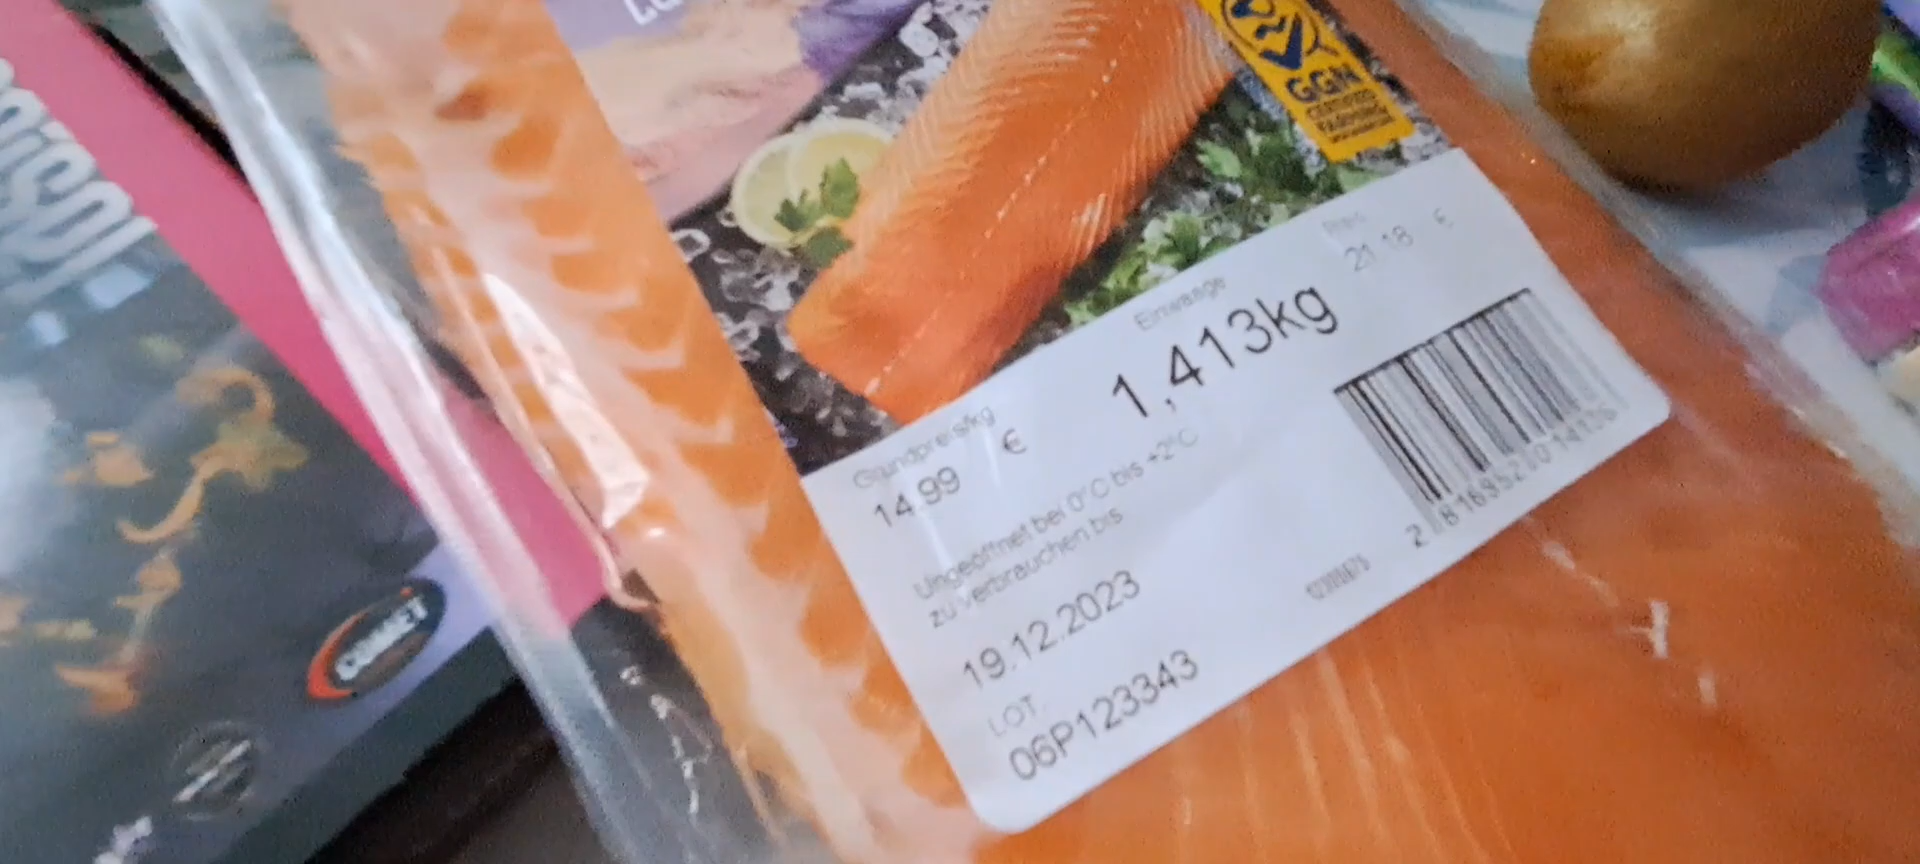 GGN
CERTIFIED
Preis
21.18 €
Einwaage
1,413kg
Grundpreis/kg
14.99 €
Ungeöffnet bei 0°C bis +2°C
zu verbrauchen bis
19.12.2023
LOT.
06P123343